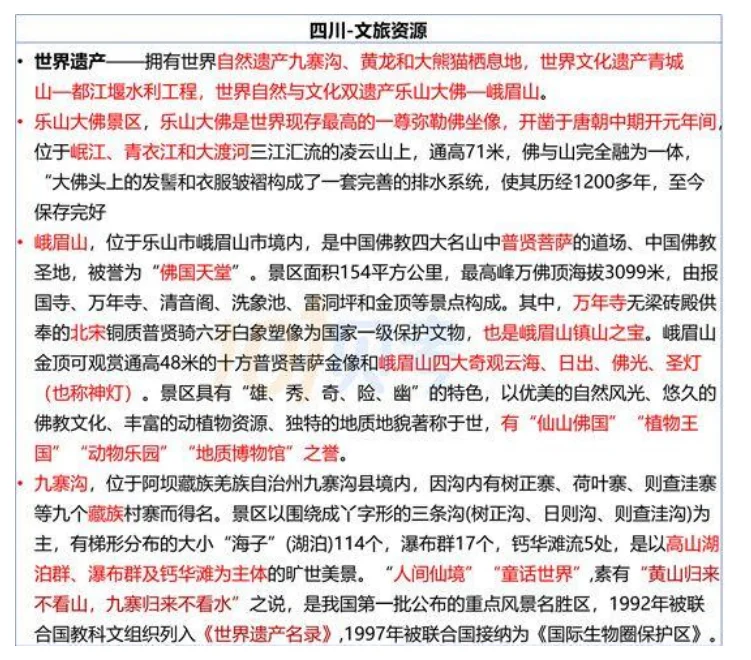 四川-文旅资源
• 世界遗产——拥有世界自然遗产九寨沟、黄龙和大熊猫栖息地，世界文化遗产青城
山—都江堰水利工程，世界自然与文化双遗产乐山大佛—峨眉山。
• 乐山大佛景区，乐山大佛是世界现存最高的一尊弥勒佛坐像，开凿于唐朝中期开元年间，
位于岷江、青衣江和大渡河三江汇流的凌云山上，通高71米，佛与山完全融为一体，
“大佛头上的发髻和衣服皱褶构成了一套完善的排水系统，使其历经1200多年，至今
保存完好
• 峨眉山，位于乐山市峨眉山市境内，是中国佛教四大名山中普贤菩萨的道场、中国佛教
圣地，被誉为“佛国天堂”。景区面积154平方公里，最高峰万佛顶海拔3099米，由报
国寺、万年寺、清音阁、洗象池、雷洞坪和金顶等景点构成。其中，万年寺无梁砖殿供
奉的北宋铜质普贤骑六牙白象塑像为国家一级保护文物，也是峨眉山镇山之宝。峨眉山
金顶可观赏通高48米的十方普贤菩萨金像和峨眉山四大奇观云海、日出、佛光、圣灯
（也称神灯）。景区具有“雄、秀、奇、险、幽”的特色，以优美的自然风光、悠久的
佛教文化、丰富的动植物资源、独特的地质地貌著称于世，有“仙山佛国”“植物王
国”“动物乐园”“地质博物馆”之誉。
• 九寨沟，位于阿坝藏族羌族自治州九寨沟县境内，因沟内有树正寨、荷叶寨、则查洼寨
等九个藏族村寨而得名。景区以围绕成丫字形的三条沟(树正沟、日则沟、则查洼沟)为
主，有梯形分布的大小“海子”(湖泊)114个，瀑布群17个，钙华滩流5处，是以高山湖
泊群、瀑布群及钙华滩为主体的旷世美景。“人间仙境”“童话世界”,素有“黄山归来
不看山，九寨归来不看水”之说，是我国第一批公布的重点风景名胜区，1992年被联
合国教科文组织列入《世界遗产名录》,1997年被联合国接纳为《国际生物圈保护区》。